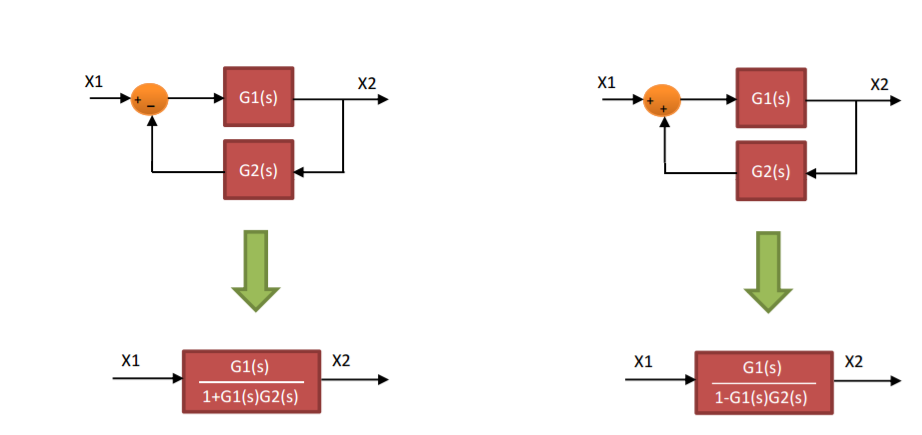 X1
+
−
G1(s)
X2
G2(s)
X1
+
+
G1(s)
X2
G2(s)
X1
G1(s)
1+G1(s)G2(s)
X2
X1
G1(s)
1-G1(s)G2(s)
X2